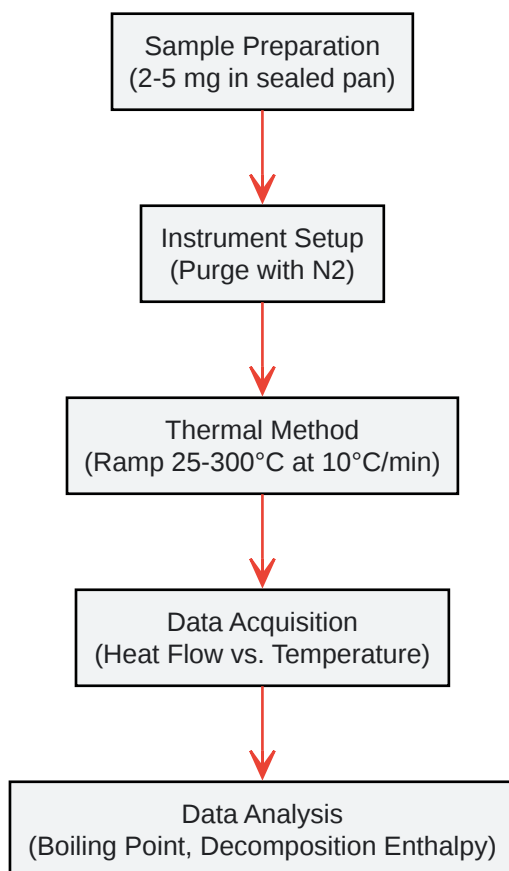 Sample Preparation
(2-5 mg in sealed pan)
Instrument Setup
(Purge with N2)
Thermal Method
(Ramp 25-300°C at 10°C/min)
Data Acquisition
(Heat Flow vs. Temperature)
Data Analysis
(Boiling Point, Decomposition Enthalpy)